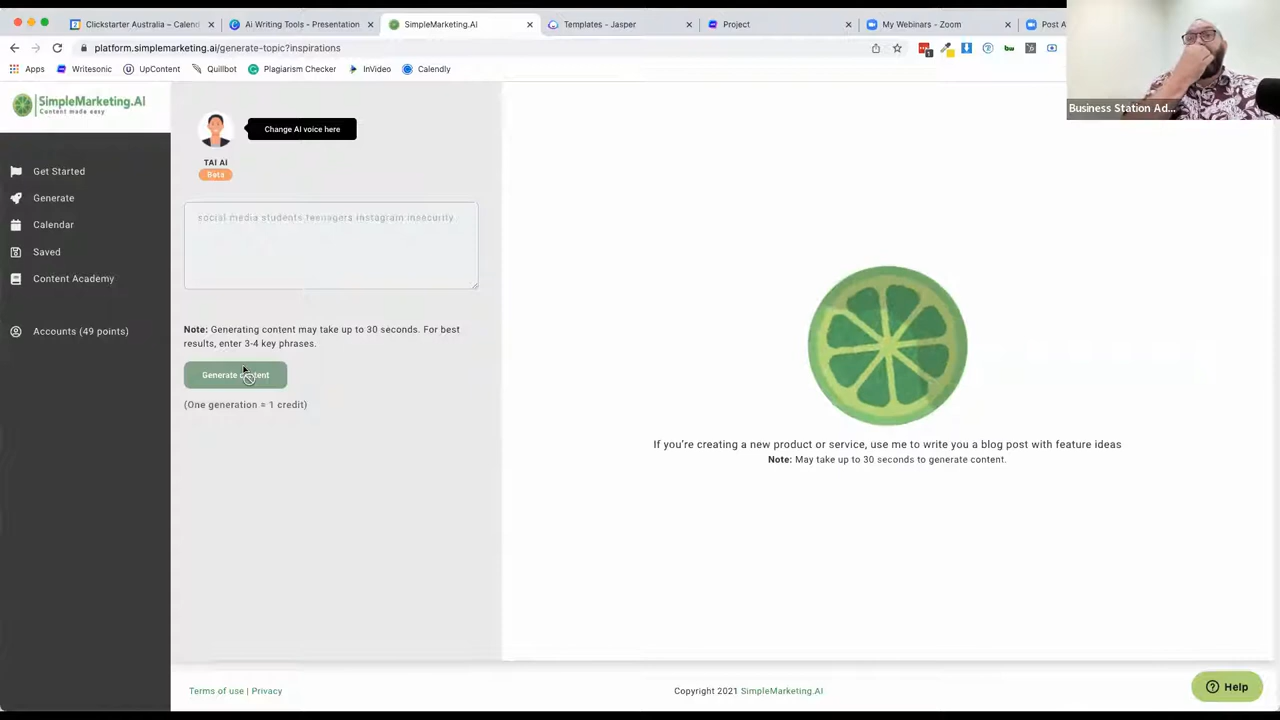 Clickstarter Australia – Calend
Ai Writing Tools - Presentation
SimpleMarketing.AI
Templates - Jasper
Project
My Webinars - Zoom
Post A
platform.simplemarketing.ai/generate-topic?inspirations
Apps
Writesonic
UpContent
Quillbot
Plagiarism Checker
InVideo
Calendly
Business Station Ad...
SimpleMarketing.AI
Content made easy
Get Started
Generate
Calendar
Saved
Content Academy
Accounts (49 points)
Change AI voice here
TAI AI
Beta
social media students teenagers instagram insecurity
Note: Generating content may take up to 30 seconds. For best
results, enter 3-4 key phrases.
Generate content
(One generation = 1 credit)
If you're creating a new product or service, use me to write you a blog post with feature ideas
Note: May take up to 30 seconds to generate content.
Terms of use | Privacy
Copyright 2021 SimpleMarketing.AI
Help